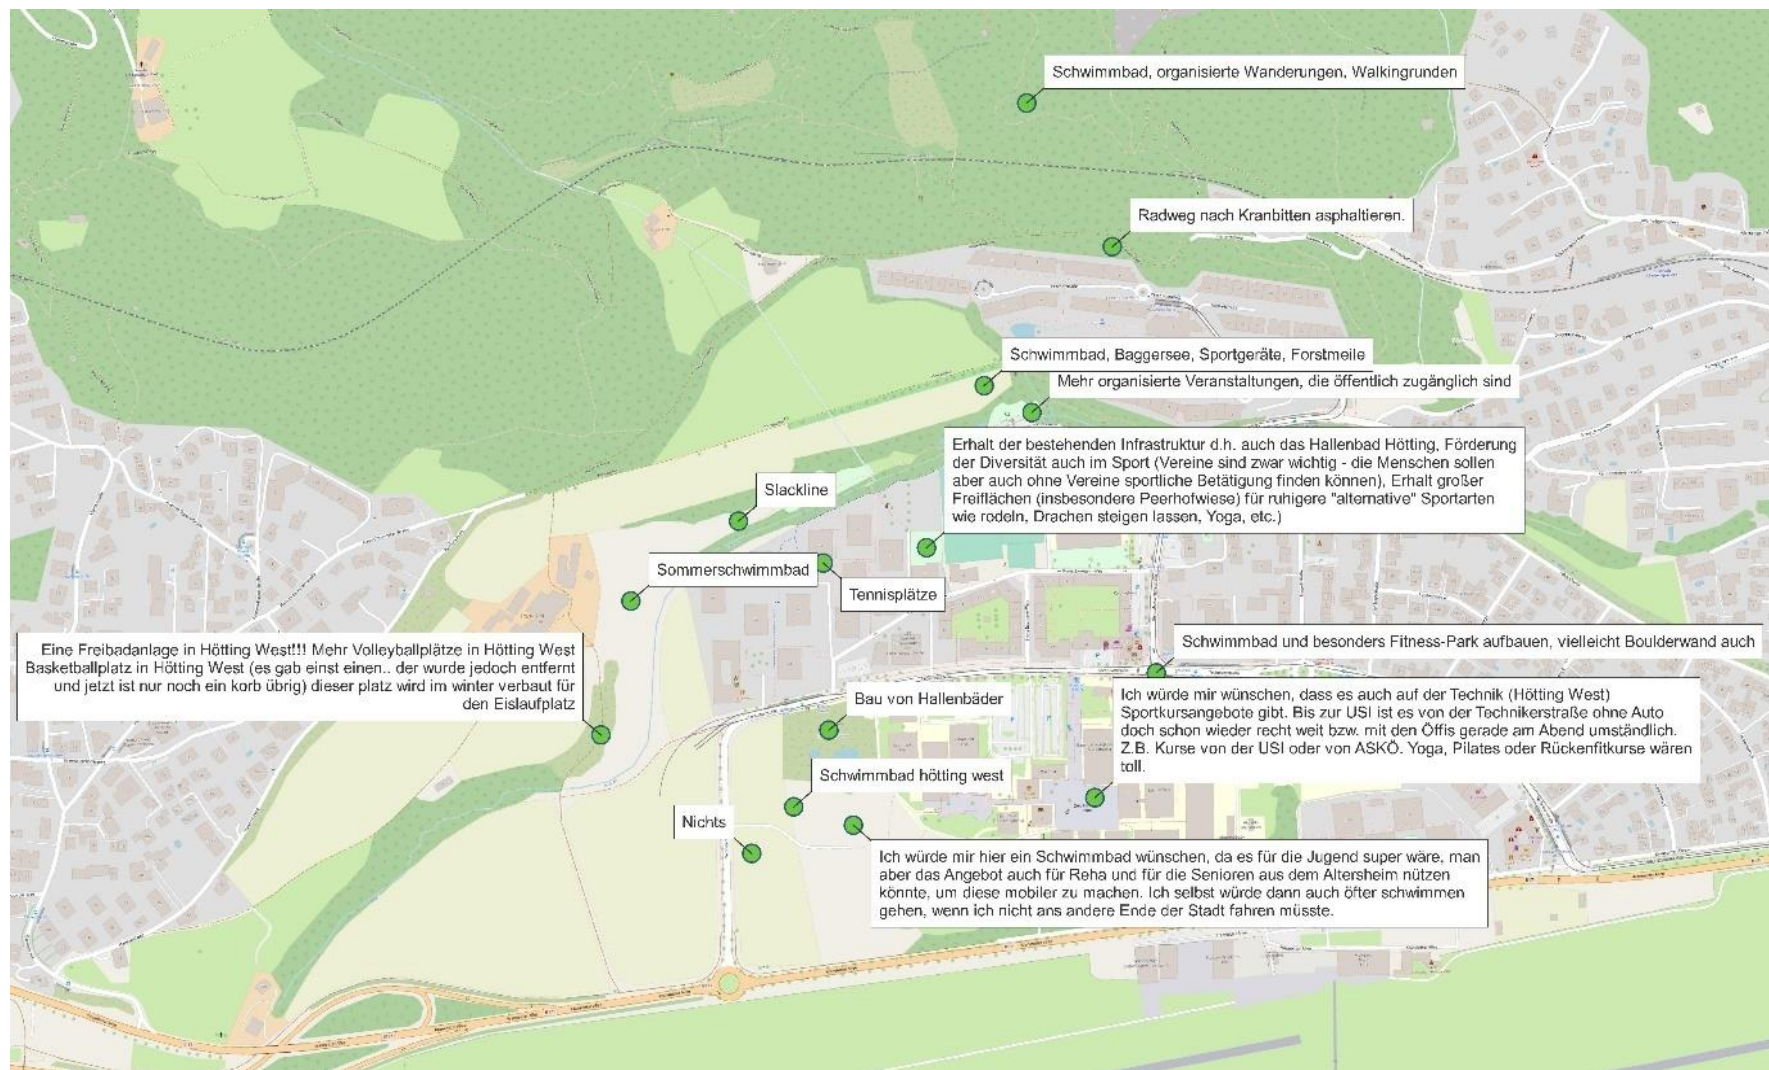 Schwimmbad, organisierte Wanderungen, Walkingrunden
Radweg nach Kranbitten asphaltieren.
Schwimmbad, Baggersee, Sportgeräte, Forstmeile
Mehr organisierte Veranstaltungen, die öffentlich zugänglich sind
Erhalt der bestehenden Infrastruktur d.h. auch das Hallenbad Hötting, Förderung
der Diversität auch im Sport (Vereine sind zwar wichtig - die Menschen sollen
aber auch ohne Vereine sportliche Betätigung finden können), Erhalt großer
Freiflächen (insbesondere Peerhofwiese) für ruhigere "alternative" Sportarten
wie rodeln, Drachen steigen lassen, Yoga, etc.)
Slackline
Sommerschwimmbad
Tennisplätze
Eine Freibadanlage in Hötting West!!! Mehr Volleyballplätze in Hötting West
Basketballplatz in Hötting West (es gab einst einen.. der wurde jedoch entfernt
und jetzt ist nur noch ein korb übrig) dieser platz wird im winter verbaut für
den Eislaufplatz
Schwimmbad und besonders Fitness-Park aufbauen, vielleicht Boulderwand auch
Ich würde mir wünschen, dass es auch auf der Technik (Hötting West)
Sportkursangebote gibt. Bis zur USI ist es von der Technikerstraße ohne Auto
doch schon wieder recht weit bzw. mit den Öffis gerade am Abend umständlich.
Z.B. Kurse von der USI oder von ASKÖ. Yoga, Pilates oder Rückenfitkurse wären
toll.
Bau von Hallenbäder
Schwimmbad hötting west
Nichts
Ich würde mir hier ein Schwimmbad wünschen, da es für die Jugend super wäre, man
aber das Angebot auch für Reha und für die Senioren aus dem Altersheim nützen
könnte, um diese mobiler zu machen. Ich selbst würde dann auch öfter schwimmen
gehen, wenn ich nicht ans andere Ende der Stadt fahren müsste.